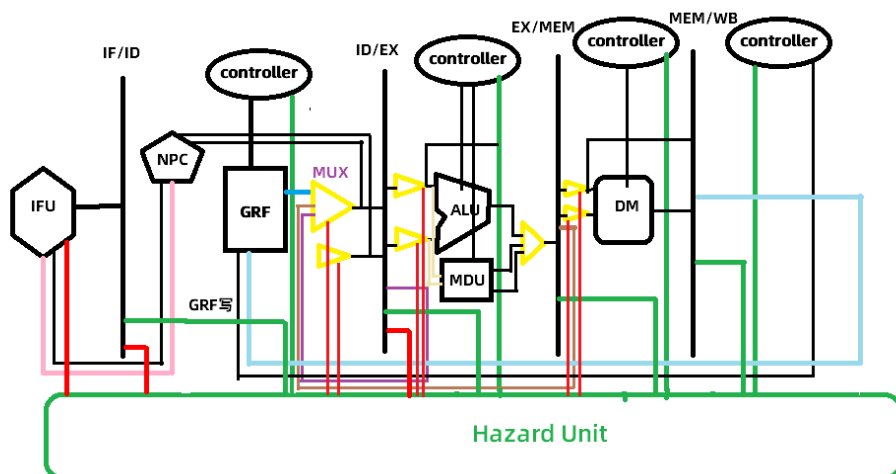 MEM/WB
EX/MEM
IF/ID
ID/EX
controller
controller
controller
controller
NPC
MUX
IFU
GRF
ALU
DM
MDU
GRF写
Hazard Unit